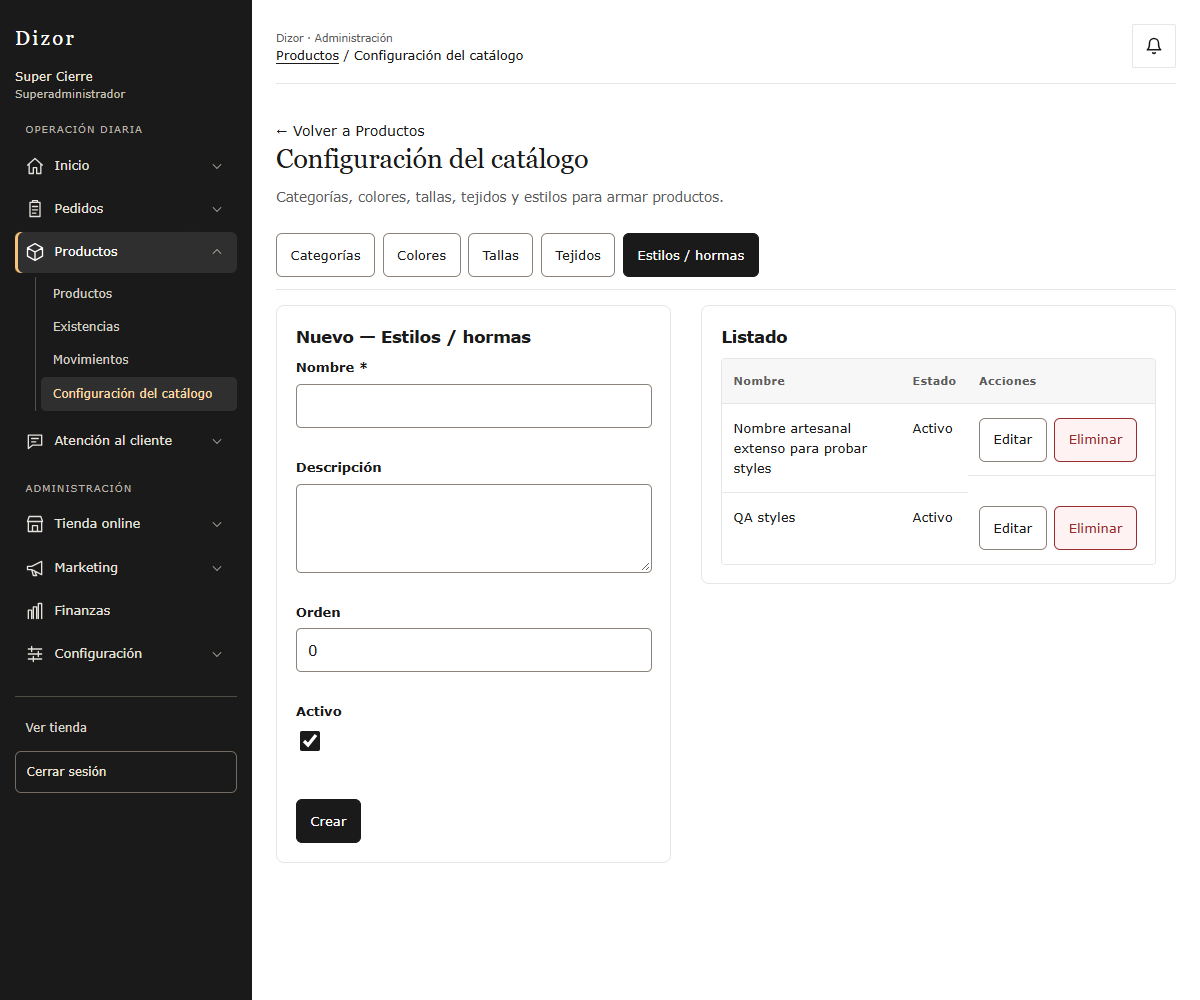 Dizor
Super Cierre
Superadministrador
OPERACIÓN DIARIA
Inicio
Pedidos
Productos
Productos
Existencias
Movimientos
Configuración del catálogo
Atención al cliente
ADMINISTRACIÓN
Tienda online
Marketing
Finanzas
Configuración
Ver tienda
Cerrar sesión
Dizor · Administración
Productos / Configuración del catálogo
← Volver a Productos
Configuración del catálogo
Categorías, colores, tallas, tejidos y estilos para armar productos.
Categorías Colores Tallas Tejidos Estilos / hormas
Nuevo — Estilos / hormas
Nombre *
Descripción
Orden
0
Activo
Crear
Listado
Nombre Estado Acciones
Nombre artesanal
extenso para probar
styles
Activo Editar Eliminar
QA styles Activo Editar Eliminar